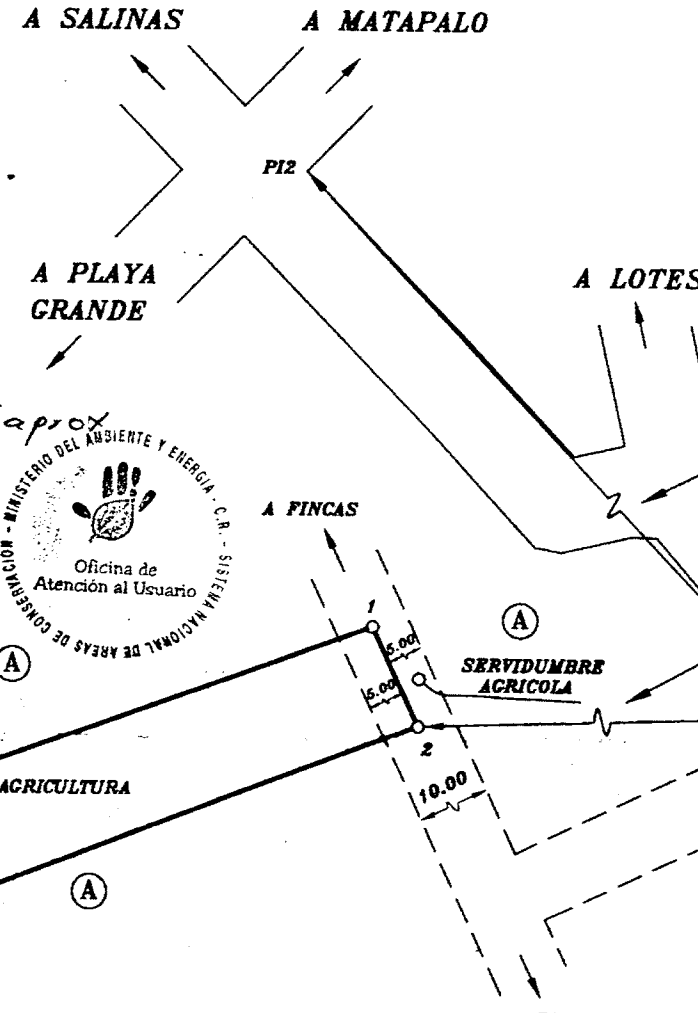 A SALINAS
A MATAPALO
PI2
A PLAYA
GRANDE
A LOTES
aprox
MINISTERIO DEL AMBIENTE Y ENERGIA - C.R. - SISTEMA NACIONAL DE AREAS DE CONSERVACION -
Oficina de
Atención al Usuario
A FINCAS
1
5.00
A
A
SERVIDUMBRE
AGRICOLA
5.00
2
AGRICULTURA
10.00
A